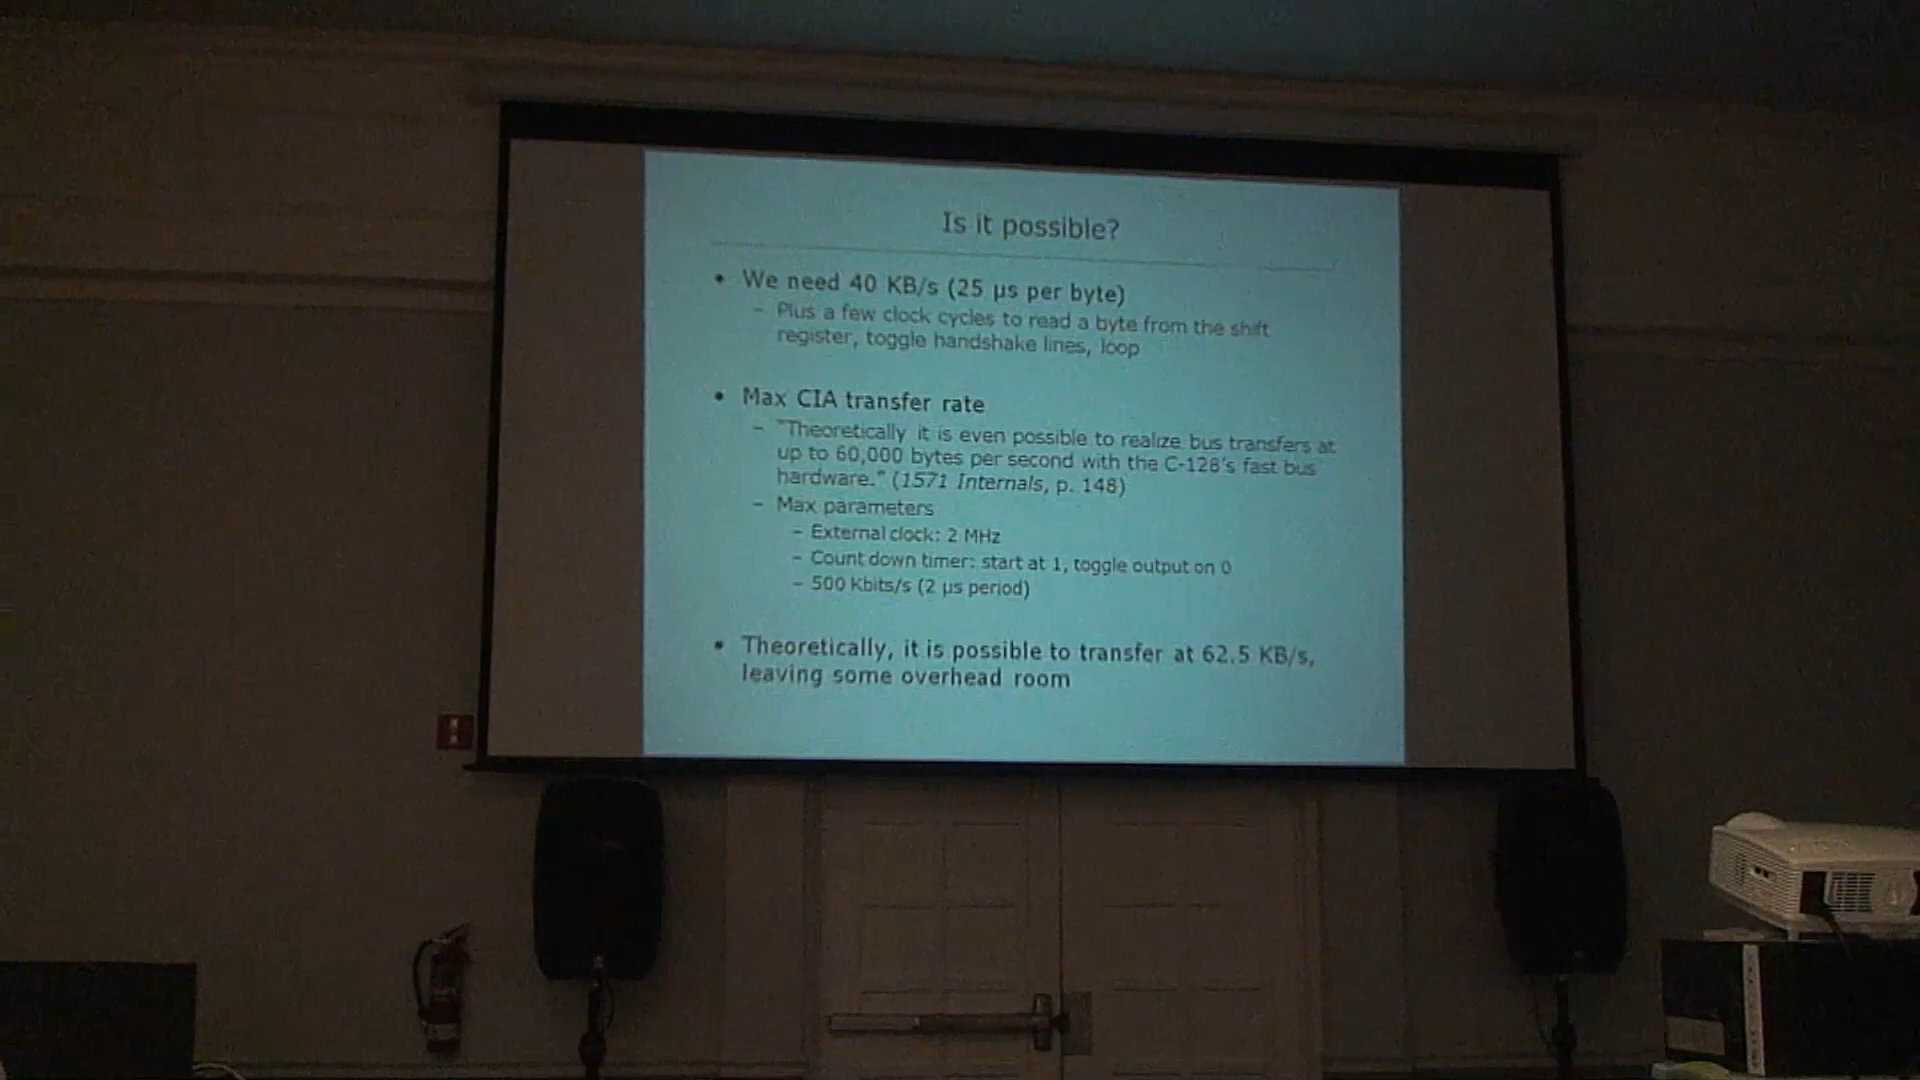 Is it possible?
• We need 40 KB/s (25 µs per byte)
– Plus a few clock cycles to read a byte from the shift
register, toggle handshake lines, loop
• Max CIA transfer rate
– "Theoretically it is even possible to realize bus transfers at
up to 60,000 bytes per second with the C-128's fast bus
hardware." (1571 Internals, p. 148)
– Max parameters
– External clock: 2 MHz
– Count down timer: start at 1, toggle output on 0
– 500 Kbits/s (2 µs period)
• Theoretically, it is possible to transfer at 62.5 KB/s,
leaving some overhead room